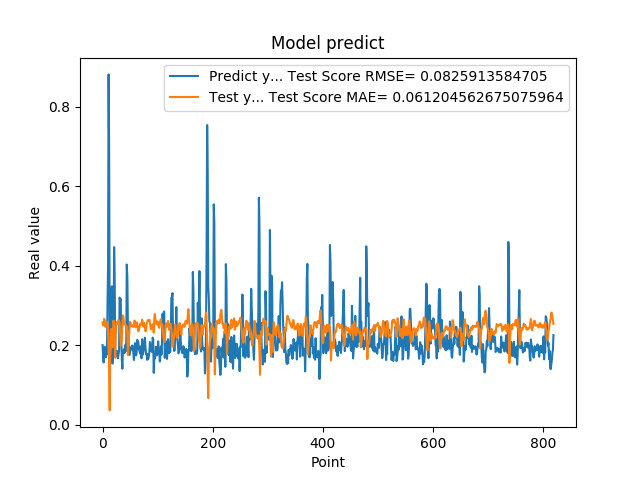 Model predict
Predict y... Test Score RMSE= 0.0825913584705
Test y... Test Score MAE= 0.061204562675075964
Real value
0.8
0.6
0.4
0.2
0.0
0 200 400 600 800
Point